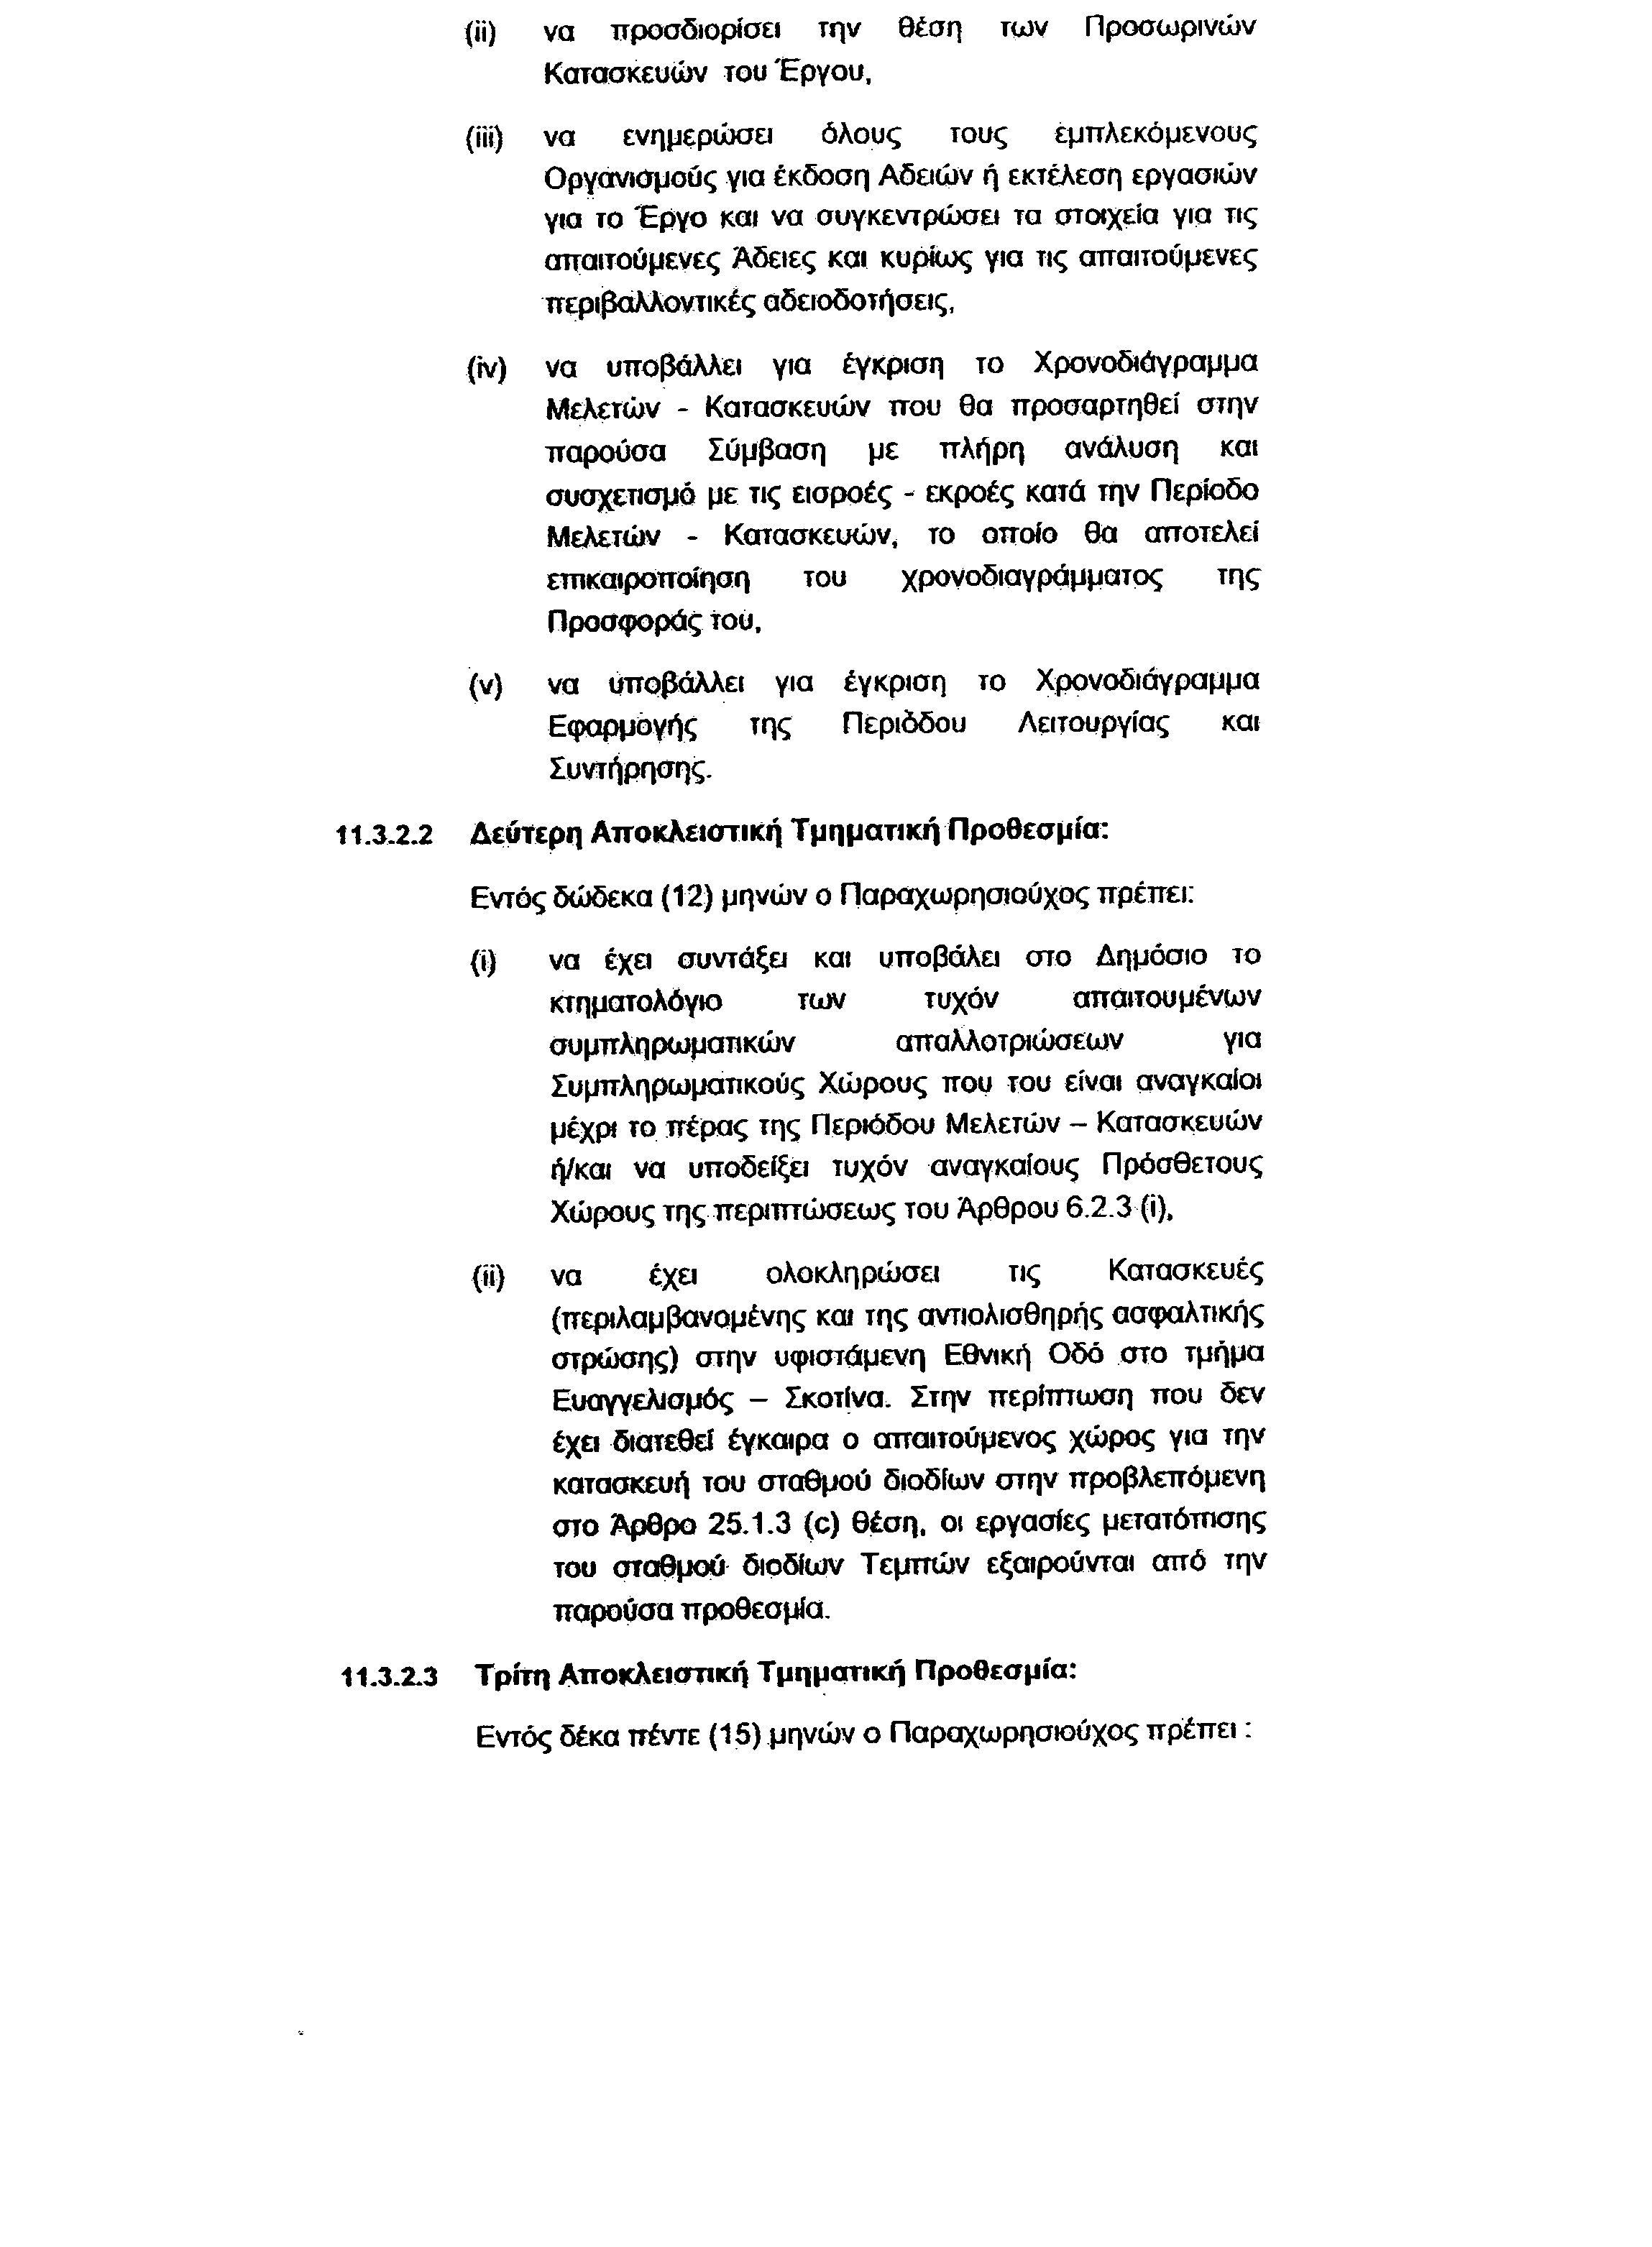 (ii) να προσδιορίσει την θέση των Προσωρινών
Κατασκευών του Έργου,
(iii) να ενημερώσει όλους τους εμπλεκόμενους
Οργανισμούς για έκδοση Αδειών ή εκτέλεση εργασιών
για το Έργο και να συγκεντρώσει τα στοιχεία για τις
απαιτούμενες Άδειες και κυρίως για τις απαιτούμενες
περιβαλλοντικές αδειοδοτήσεις,
(iv) να υποβάλλει για έγκριση το Χρονοδιάγραμμα
Μελετών - Κατασκευών που θα προσαρτηθεί στην
παρούσα Σύμβαση με πλήρη ανάλυση και
συσχετισμό με τις εισροές - εκροές κατά την Περίοδο
Μελετών - Κατασκευών, το οποίο θα αποτελεί
επικαιροποίηση του χρονοδιαγράμματος της
Προσφοράς του,
(v) να υποβάλλει για έγκριση το Χρονοδιάγραμμα
Εφαρμογής της Περιόδου Λειτουργίας και
Συντήρησης.
11.3.2.2 Δεύτερη Αποκλειστική Τμηματική Προθεσμία:
Εντός δώδεκα (12) μηνών ο Παραχωρησιούχος πρέπει:
(i) να έχει συντάξει και υποβάλει στο Δημόσιο το
κτηματολόγιο των τυχόν απαιτουμένων
συμπληρωματικών απαλλοτριώσεων για
Συμπληρωματικούς Χώρους που του είναι αναγκαίοι
μέχρι το πέρας της Περιόδου Μελετών – Κατασκευών
ή/και να υποδείξει τυχόν αναγκαίους Πρόσθετους
Χώρους της περιπτώσεως του Άρθρου 6.2.3 (i),
(ii) να έχει ολοκληρώσει τις Κατασκευές
(περιλαμβανομένης και της αντιολισθηρής ασφαλτικής
στρώσης) στην υφιστάμενη Εθνική Οδό στο τμήμα
Ευαγγελισμός – Σκοτίνα. Στην περίπτωση που δεν
έχει διατεθεί έγκαιρα ο απαιτούμενος χώρος για την
κατασκευή του σταθμού διοδίων στην προβλεπόμενη
στο Άρθρο 25.1.3 (c) θέση, οι εργασίες μετατόπισης
του σταθμού διοδίων Τεμπών εξαιρούνται από την
παρούσα προθεσμία.
11.3.2.3 Τρίτη Αποκλειστική Τμηματική Προθεσμία:
Εντός δέκα πέντε (15) μηνών ο Παραχωρησιούχος πρέπει :